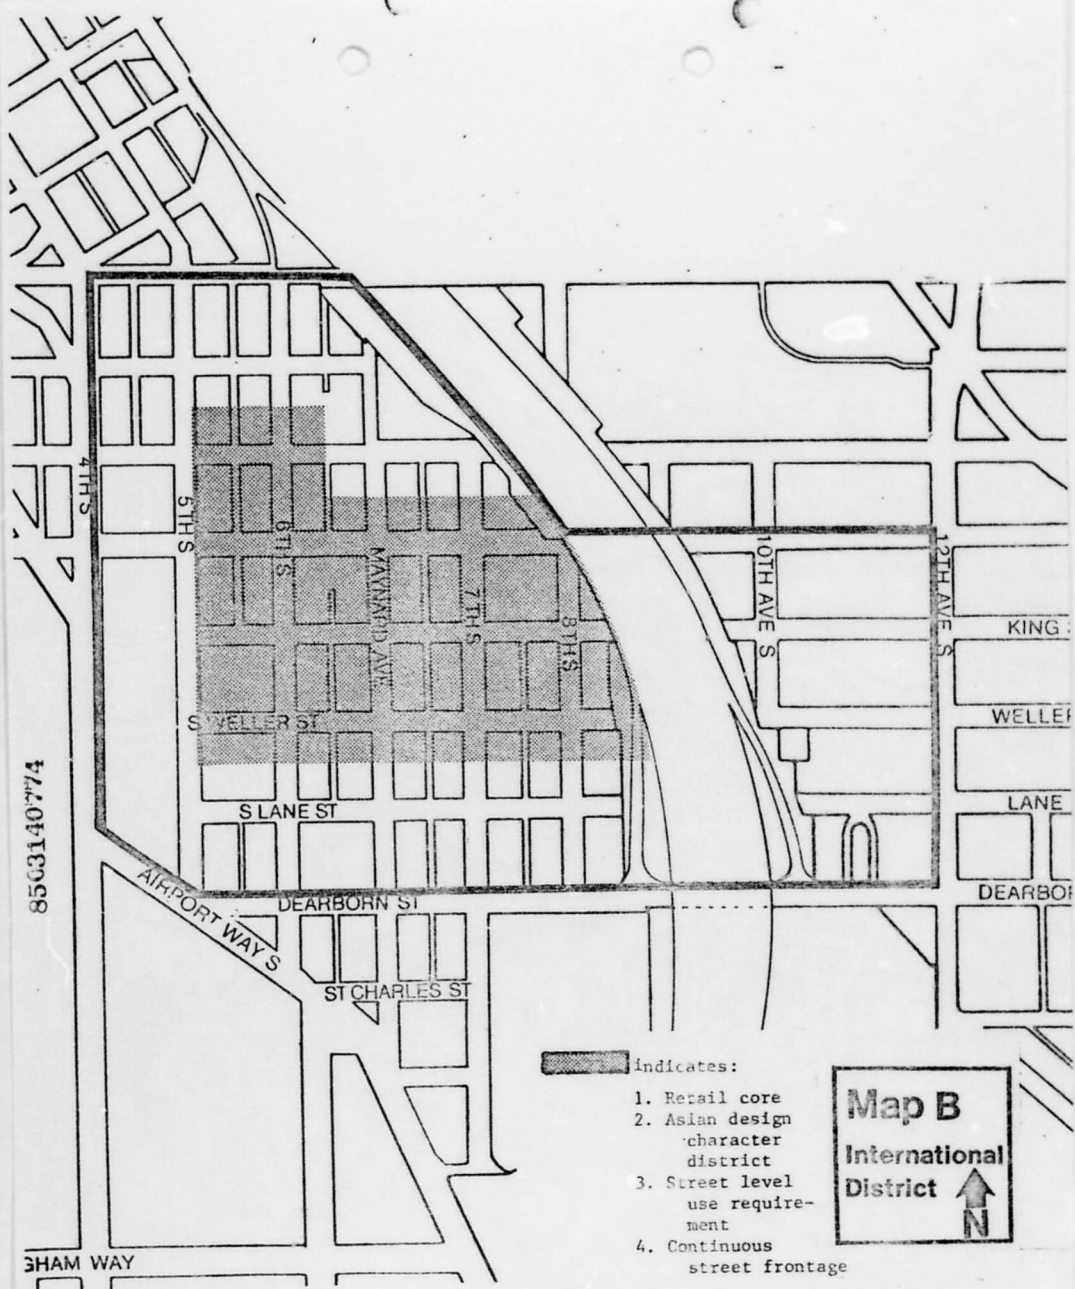 4TH S
5TH S
6TH S
MAYNARD AVE
7TH S
8TH S
10TH AVE S
12TH AVE S
KING
S WELLER ST
WELLER
S LANE ST
LANE
8503140774
AIRPORT WAY S
DEARBORN ST
DEARBOR
ST CHARLES ST
GHAM WAY
indicates:
1. Retail core
2. Asian design
character
district
3. Street level
use require-
ment
4. Continuous
street frontage
Map B
International
District
N